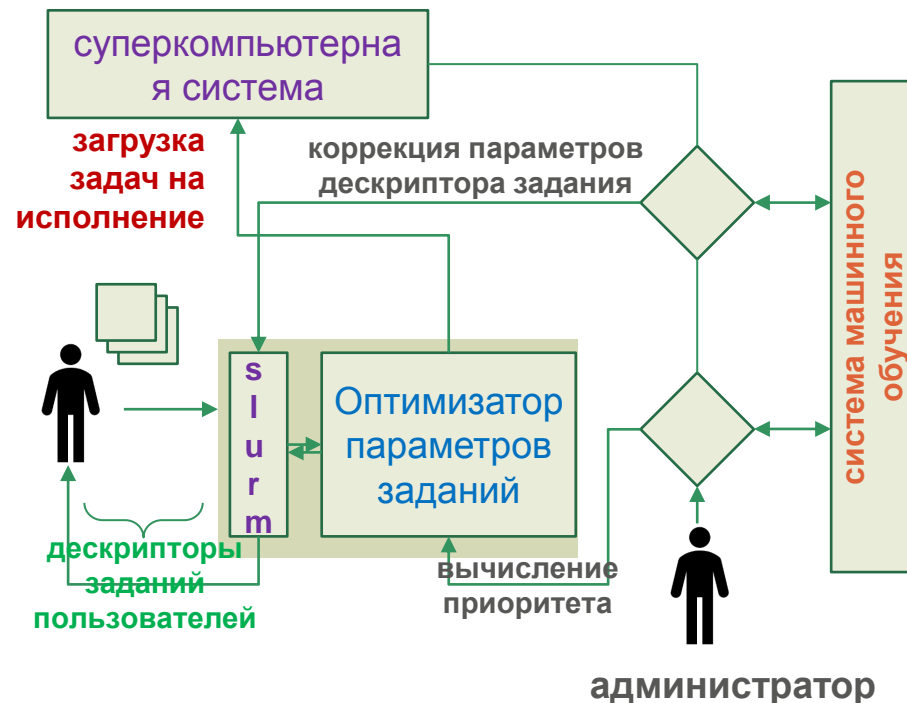 суперкомпьютерна
я система
загрузка
задач на
исполнение
коррекция параметров
дескриптора задания
система машинного
обучения
slurm
Оптимизатор
параметров
заданий
дескрипторы
заданий
пользователей
вычисление
приоритета
администратор